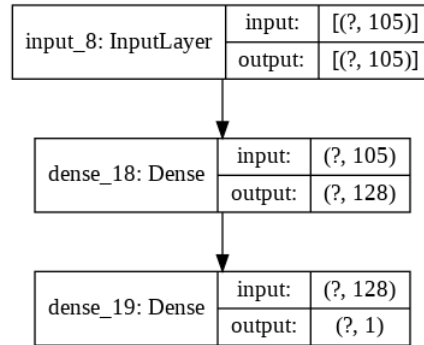 input_8: InputLayer
input: [(?, 105)]
output: [(?, 105)]
dense_18: Dense
input: (?, 105)
output: (?, 128)
dense_19: Dense
input: (?, 128)
output: (?, 1)